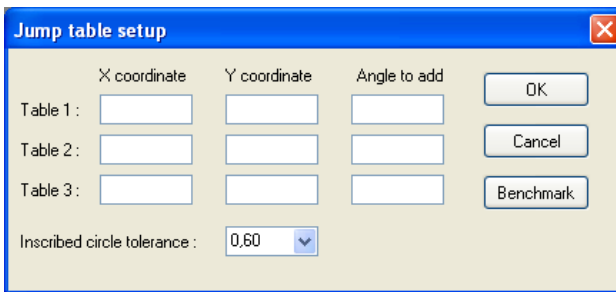 Jump table setup
X coordinate Y coordinate Angle to add
OK
Table 1 :
Cancel
Table 2 :
Table 3 :
Benchmark
Inscribed circle tolerance : 0,60